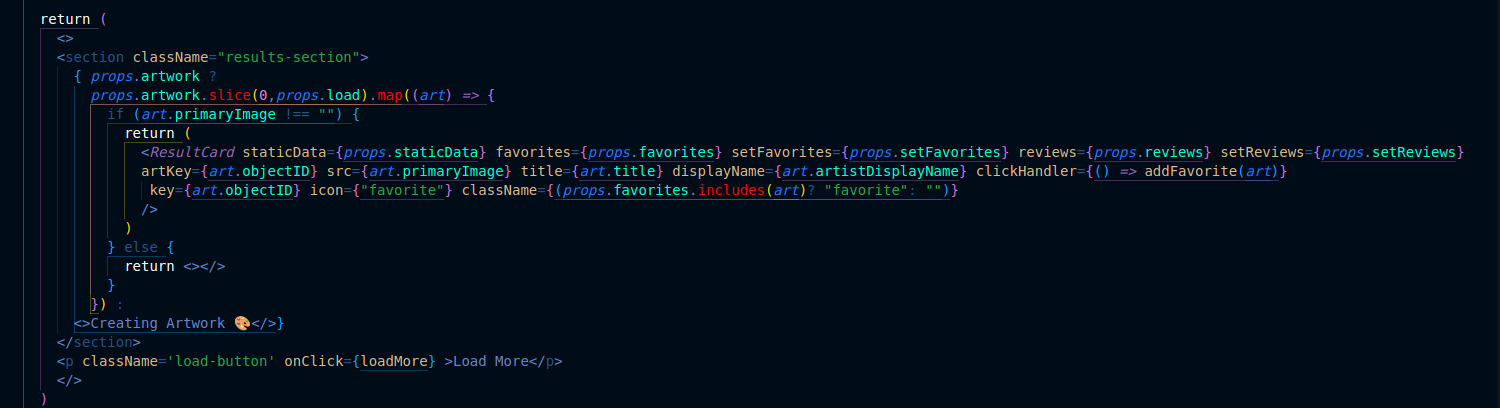 return (
<>
<section className="results-section">
{ props.artwork ?
props.artwork.slice(0,props.load).map((art) => {
if (art.primaryImage !== "") {
return (
<ResultCard staticData={props.staticData} favorites={props.favorites} setFavorites={props.setFavorites} reviews={props.reviews} setReviews={props.setReviews}
artKey={art.objectID} src={art.primaryImage} title={art.title} displayName={art.artistDisplayName} clickHandler={() => addFavorite(art)}
key={art.objectID} icon={"favorite"} className={(props.favorites.includes(art)? "favorite": "")}
/>
)
} else {
return <></>
}
}) :
<>Creating Artwork 🎨</>}
</section>
<p className='load-button' onClick={loadMore} >Load More</p>
</>
)